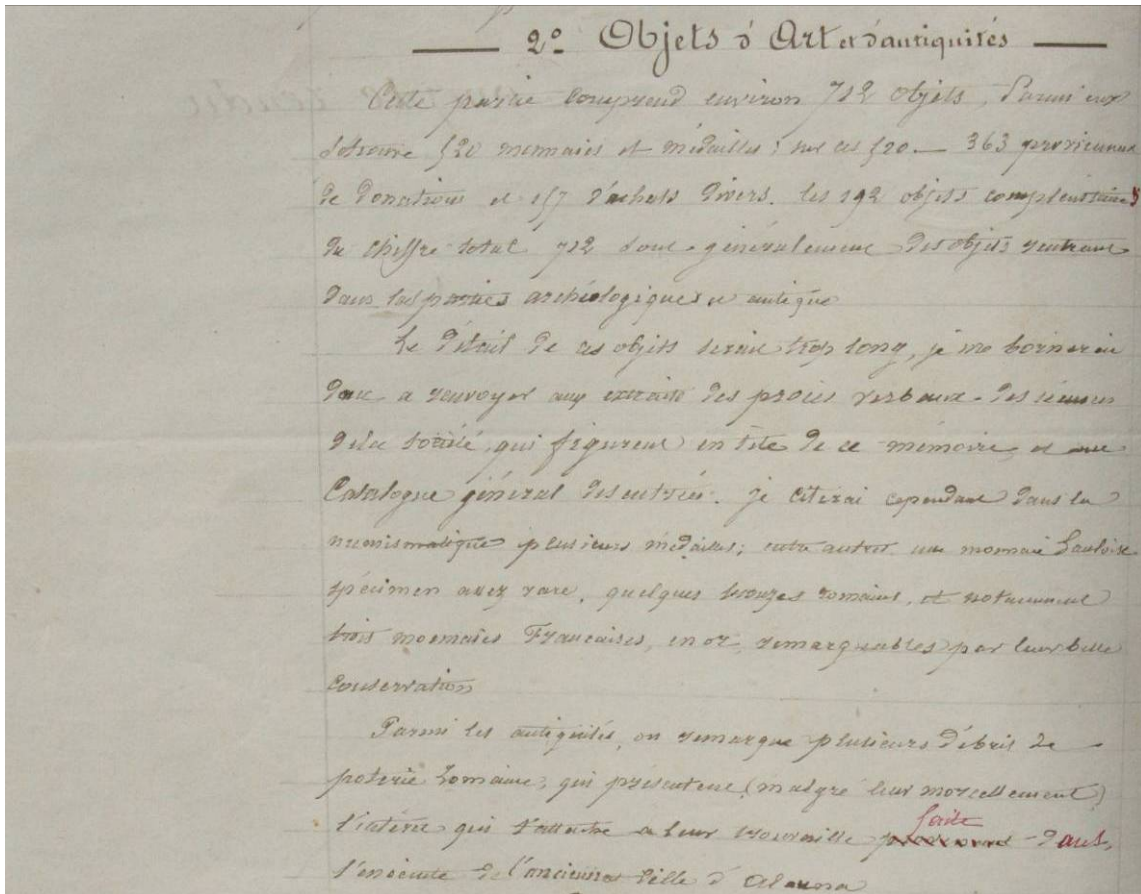 2º Objets d'Art et d'antiquités
Cette partie comprend environ 712 objets, Parmi eux
se trouve 520 monnaies et médailles ; sur ces 520 — 363 proviennent
de donations et 157 d'achats divers. les 192 objets complémentaires
du chiffre total 712 sont généralement des objets rentrant
dans les parties archéologiques et antique
Le détail de ces objets serait trop long, je me bornerai
donc a renvoyer aux extraits des procès verbaux des séances
de la société, qui figurent en tête de ce mémoire, et au
Catalogue général des entrées. Je citerai cependant dans la
numismatique plusieurs médailles ; entre autres une monnaie Gauloise
spécimen assez rare, quelques bronzes romains, et notamment
trois monnaies Françaises, en or, remarquables par leur belle
conservation
Parmi les antiquités, on remarque plusieurs débris de
poterie Romaine, qui présentent (malgré leur morcellement)
l'intérêt qui s'attache a leur trouvaille faite dans
l'enceinte de l'ancienne Ville d'Alauna